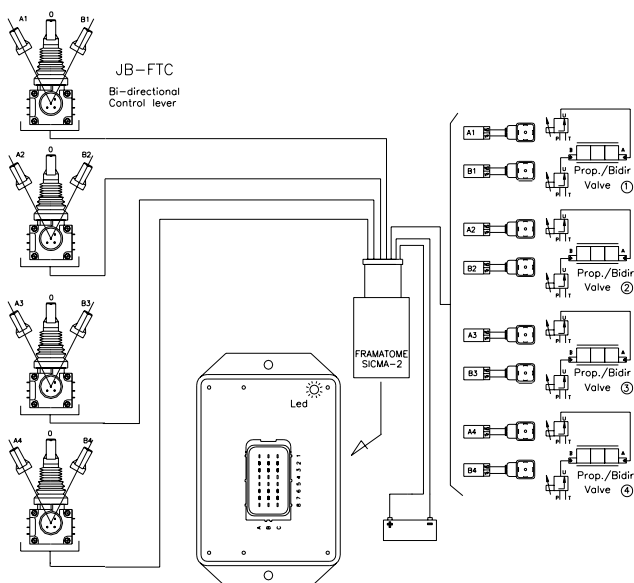 A1 0 B1
JB-FTC
Bi-directional
Control lever
A2 0 B2
A3 0 B3
A4 0 B4
FRAMATOME
SICMA-2
Led
8 7 6 5 4 3 2 1
A B C
+ -
A1
U
P T
B A
B1
U
P T
Prop./Bidir
Valve 1
A2
U
P T
B A
B2
U
P T
Prop./Bidir
Valve 2
A3
U
P T
B A
B3
U
P T
Prop./Bidir
Valve 3
A4
U
P T
B A
B4
U
P T
Prop./Bidir
Valve 4